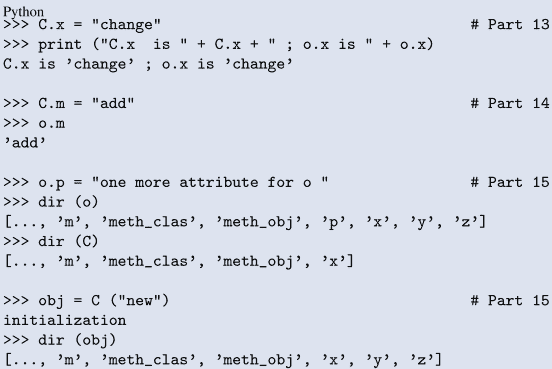 Python
>>> C.x = "change" # Part 13
>>> print ("C.x  is " + C.x + " ; o.x is " + o.x)
C.x is ’change’ ; o.x is ’change’
>>> C.m = "add" # Part 14
>>> o.m
’add’
>>> o.p = "one more attribute for o " # Part 15
>>> dir (o)
[..., ’m’, ’meth_clas’, ’meth_obj’, ’p’, ’x’, ’y’, ’z’]
>>> dir (C)
[..., ’m’, ’meth_clas’, ’meth_obj’, ’x’]
>>> obj = C ("new") # Part 15
initialization
>>> dir (obj)
[..., ’m’, ’meth_clas’, ’meth_obj’, ’x’, ’y’, ’z’]